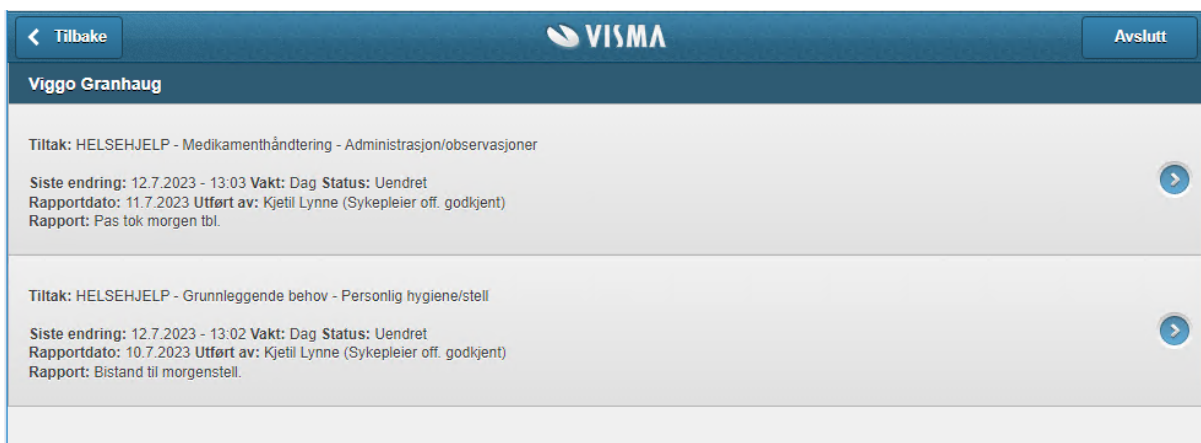 Tilbake
VISMA
Avslutt
Viggo Granhaug
Tiltak: HELSEHJELP - Medikamenthåndtering - Administrasjon/observasjoner
Siste endring: 12.7.2023 - 13:03 Vakt: Dag Status: Uendret
Rapportdato: 11.7.2023 Utført av: Kjetil Lynne (Sykepleier off. godkjent)
Rapport: Pas tok morgen tbl.
Tiltak: HELSEHJELP - Grunnleggende behov - Personlig hygiene/stell
Siste endring: 12.7.2023 - 13:02 Vakt: Dag Status: Uendret
Rapportdato: 10.7.2023 Utført av: Kjetil Lynne (Sykepleier off. godkjent)
Rapport: Bistand til morgenstell.